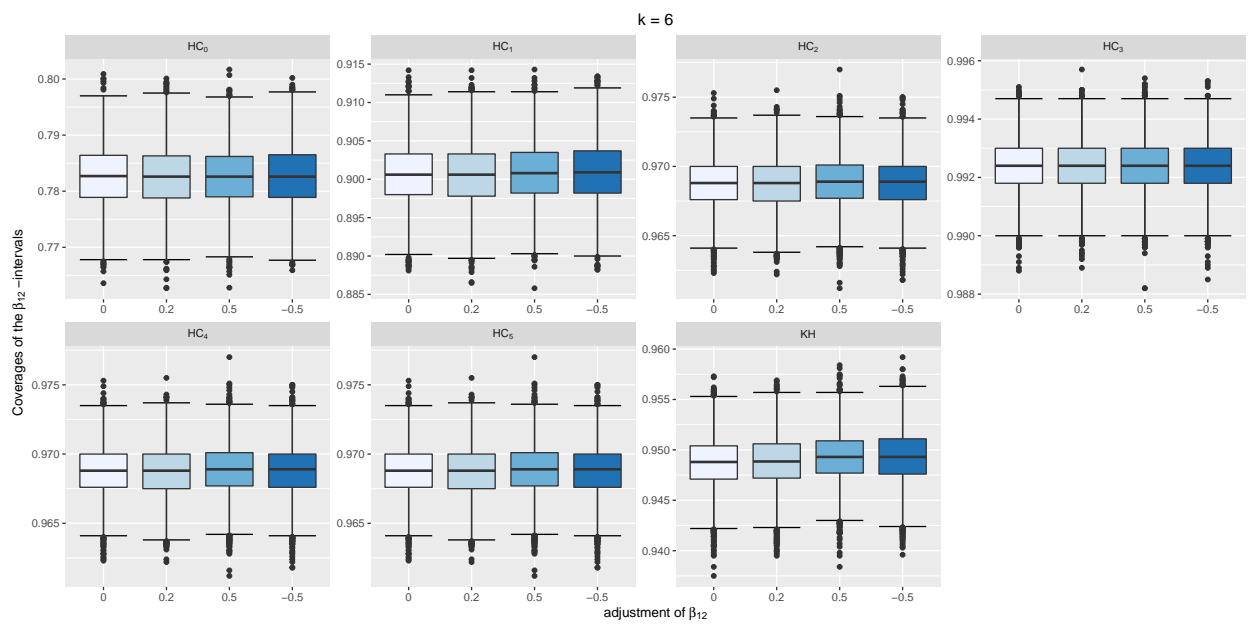 k = 6
HC₀
HC₁
HC₂
HC₃
0.80
0.79
0.78
0.77
0.915
0.910
0.905
0.900
0.895
0.890
0.885
0.975
0.970
0.965
0.996
0.994
0.992
0.990
0.988
0 0.2 0.5 −0.5
0 0.2 0.5 −0.5
0 0.2 0.5 −0.5
0 0.2 0.5 −0.5
Coverages of the β₁₂ −intervals
HC₄
HC₅
KH
0.975
0.970
0.965
0.975
0.970
0.965
0.960
0.955
0.950
0.945
0.940
0 0.2 0.5 −0.5
0 0.2 0.5 −0.5
0 0.2 0.5 −0.5
adjustment of β₁₂